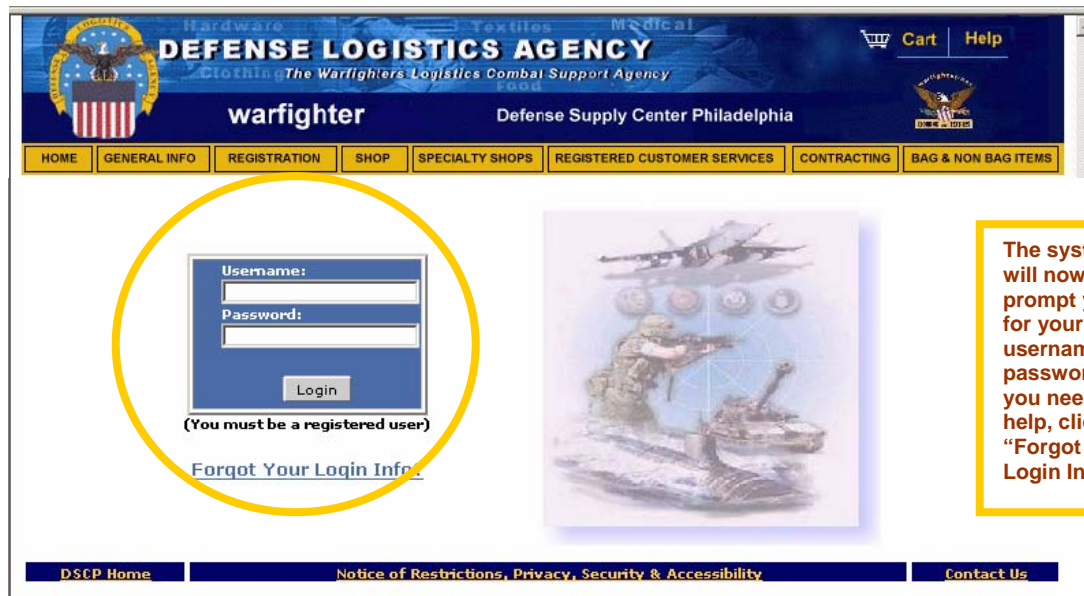 Hardware Textiles Medical
DEFENSE LOGISTICS AGENCY
Clothing The Warfighters Logistics Combat Support Agency
Food
Cart Help
warfighter Defense Supply Center Philadelphia
HOME GENERAL INFO REGISTRATION SHOP SPECIALTY SHOPS REGISTERED CUSTOMER SERVICES CONTRACTING BAG & NON BAG ITEMS
Username:
Password:
Login
(You must be a registered user)
Forgot Your Login Info?
The syst
will now
prompt y
for your
usernam
passwor
you nee
help, cli
“Forgot
Login In
DSCP Home Notice of Restrictions, Privacy, Security & Accessibility Contact Us